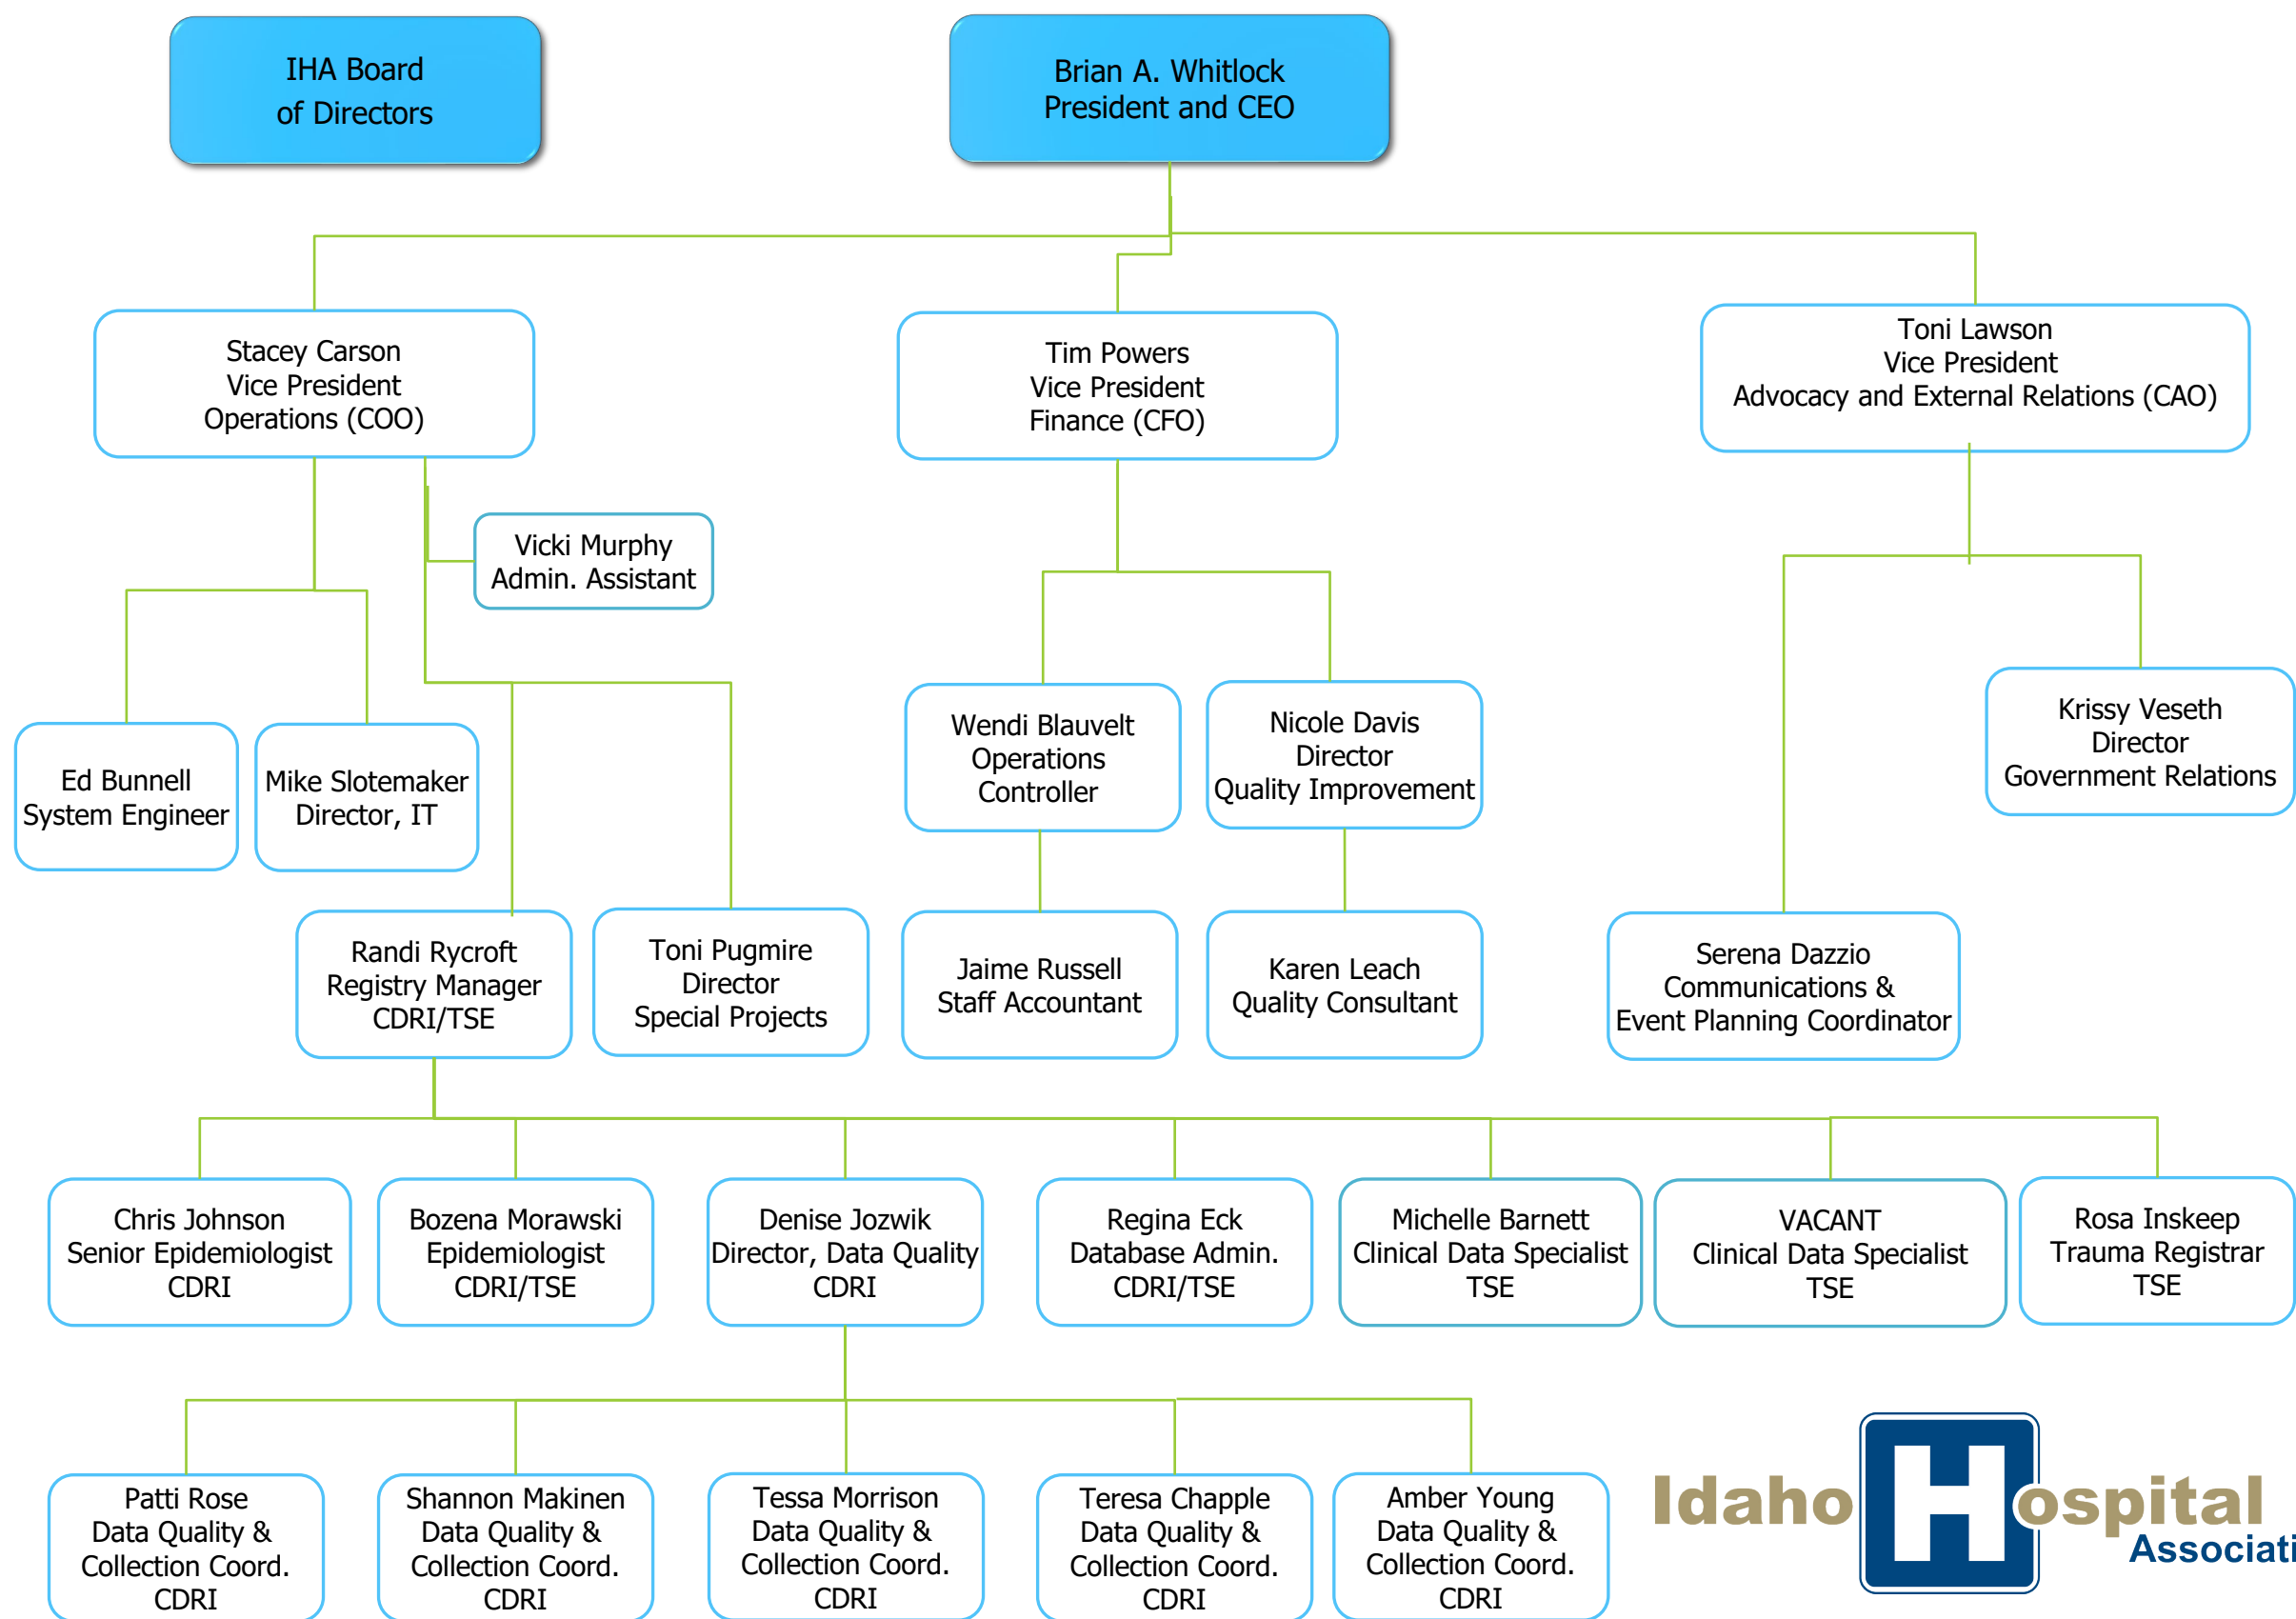 IHA Board
of Directors
Brian A. Whitlock
President and CEO
Stacey Carson
Vice President
Operations (COO)
Tim Powers
Vice President
Finance (CFO)
Toni Lawson
Vice President
Advocacy and External Relations (CAO)
Vicki Murphy
Admin. Assistant
Ed Bunnell
System Engineer
Mike Slotemaker
Director, IT
Wendi Blauvelt
Operations
Controller
Nicole Davis
Director
Quality Improvement
Krissy Veseth
Director
Government Relations
Randi Rycroft
Registry Manager
CDRI/TSE
Toni Pugmire
Director
Special Projects
Jaime Russell
Staff Accountant
Karen Leach
Quality Consultant
Serena Dazzio
Communications &
Event Planning Coordinator
Chris Johnson
Senior Epidemiologist
CDRI
Bozena Morawski
Epidemiologist
CDRI/TSE
Denise Jozwik
Director, Data Quality
CDRI
Regina Eck
Database Admin.
CDRI/TSE
Michelle Barnett
Clinical Data Specialist
TSE
VACANT
Clinical Data Specialist
TSE
Rosa Inskeep
Trauma Registrar
TSE
Patti Rose
Data Quality &
Collection Coord.
CDRI
Shannon Makinen
Data Quality &
Collection Coord.
CDRI
Tessa Morrison
Data Quality &
Collection Coord.
CDRI
Teresa Chapple
Data Quality &
Collection Coord.
CDRI
Amber Young
Data Quality &
Collection Coord.
CDRI
Idaho Hospital
Associati